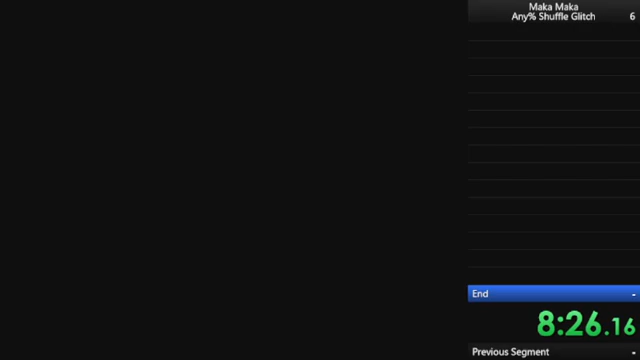 Maka Maka
Any% Shuffle Glitch 6
End -
8:26.16
Previous Segment -